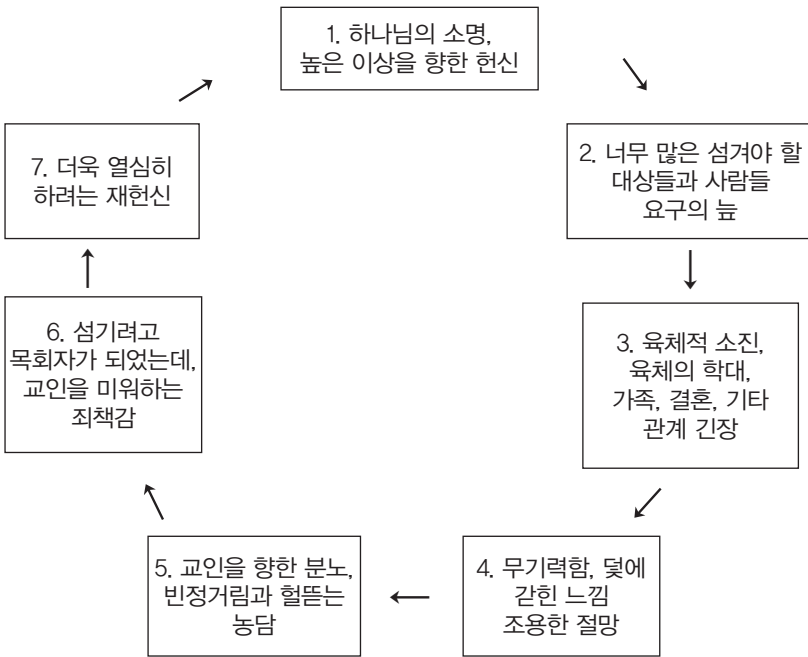 1. 하나님의 소명,
높은 이상을 향한 헌신
2. 너무 많은 섬겨야 할
대상들과 사람들
요구의 늪
3. 육체적 소진,
육체의 학대,
가족, 결혼, 기타
관계 긴장
4. 무기력함, 덫에
갇힌 느낌
조용한 절망
5. 교인을 향한 분노,
빈정거림과 헐뜯는
농담
6. 섬기려고
목회자가 되었는데,
교인을 미워하는
죄책감
7. 더욱 열심히
하려는 재헌신